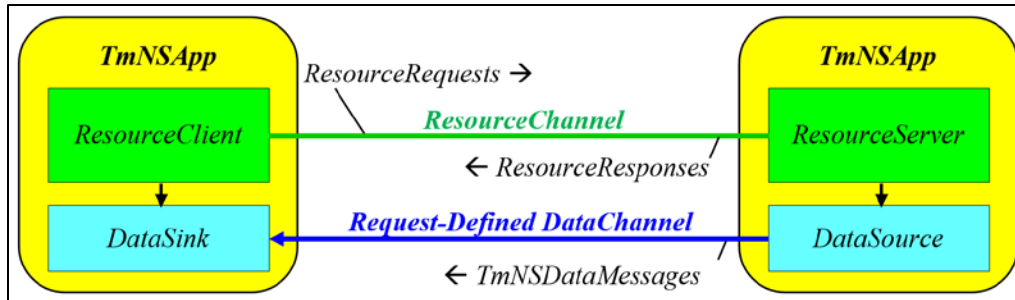 TmNSApp
TmNSApp
ResourceRequests →
ResourceClient
ResourceChannel
ResourceServer
← ResourceResponses
Request-Defined DataChannel
DataSink
DataSource
← TmNSDataMessages